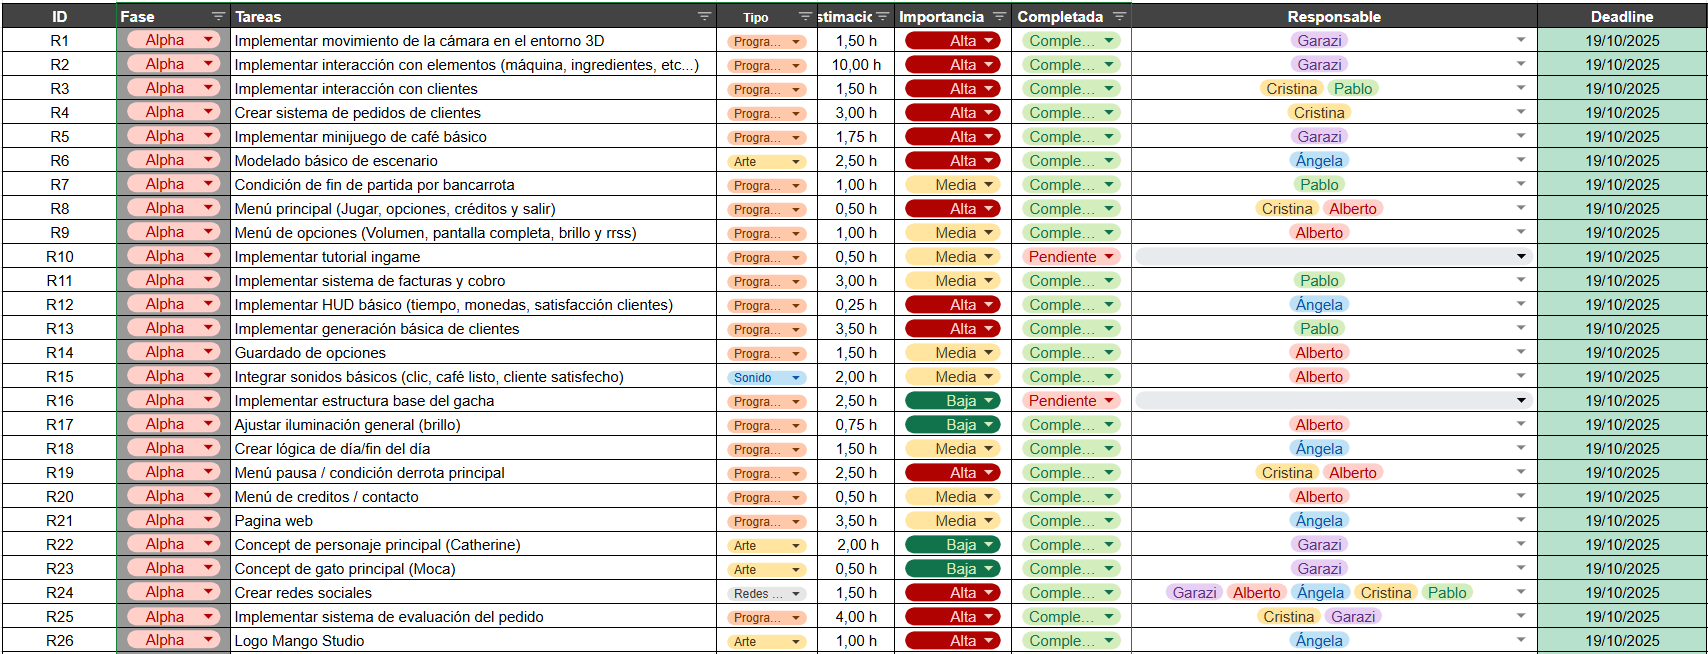 ID Fase Tareas Tipo stimació Importancia Completada Responsable Deadline
R1 Alpha Implementar movimiento de la cámara en el entorno 3D Progra... 1,50 h Alta Comple... Garazi 19/10/2025
R2 Alpha Implementar interacción con elementos (máquina, ingredientes, etc...) Progra... 10,00 h Alta Comple... Garazi 19/10/2025
R3 Alpha Implementar interacción con clientes Progra... 1,50 h Alta Comple... Cristina Pablo 19/10/2025
R4 Alpha Crear sistema de pedidos de clientes Progra... 3,00 h Alta Comple... Cristina 19/10/2025
R5 Alpha Implementar minijuego de café básico Progra... 1,75 h Alta Comple... Garazi 19/10/2025
R6 Alpha Modelado básico de escenario Arte 2,50 h Alta Comple... Ángela 19/10/2025
R7 Alpha Condición de fin de partida por bancarrota Progra... 1,00 h Media Comple... Pablo 19/10/2025
R8 Alpha Menú principal (Jugar, opciones, créditos y salir) Progra... 0,50 h Alta Comple... Cristina Alberto 19/10/2025
R9 Alpha Menú de opciones (Volumen, pantalla completa, brillo y rrss) Progra... 1,00 h Media Comple... Alberto 19/10/2025
R10 Alpha Implementar tutorial ingame Progra... 0,50 h Media Pendiente 19/10/2025
R11 Alpha Implementar sistema de facturas y cobro Progra... 3,00 h Media Comple... Pablo 19/10/2025
R12 Alpha Implementar HUD básico (tiempo, monedas, satisfacción clientes) Progra... 0,25 h Alta Comple... Ángela 19/10/2025
R13 Alpha Implementar generación básica de clientes Progra... 3,50 h Alta Comple... Pablo 19/10/2025
R14 Alpha Guardado de opciones Progra... 1,50 h Media Comple... Alberto 19/10/2025
R15 Alpha Integrar sonidos básicos (clic, café listo, cliente satisfecho) Sonido 2,00 h Media Comple... Alberto 19/10/2025
R16 Alpha Implementar estructura base del gacha Progra... 2,50 h Baja Pendiente 19/10/2025
R17 Alpha Ajustar iluminación general (brillo) Progra... 0,75 h Baja Comple... Alberto 19/10/2025
R18 Alpha Crear lógica de día/fin del día Progra... 1,50 h Media Comple... Ángela 19/10/2025
R19 Alpha Menú pausa / condición derrota principal Progra... 2,50 h Alta Comple... Cristina Alberto 19/10/2025
R20 Alpha Menú de creditos / contacto Progra... 0,50 h Media Comple... Alberto 19/10/2025
R21 Alpha Pagina web Progra... 3,50 h Media Comple... Ángela 19/10/2025
R22 Alpha Concept de personaje principal (Catherine) Arte 2,00 h Baja Comple... Garazi 19/10/2025
R23 Alpha Concept de gato principal (Moca) Arte 0,50 h Baja Comple... Garazi 19/10/2025
R24 Alpha Crear redes sociales Redes ... 1,50 h Alta Comple... Garazi Alberto Ángela Cristina Pablo 19/10/2025
R25 Alpha Implementar sistema de evaluación del pedido Progra... 4,00 h Alta Comple... Cristina Garazi 19/10/2025
R26 Alpha Logo Mango Studio Arte 1,00 h Alta Comple... Ángela 19/10/2025